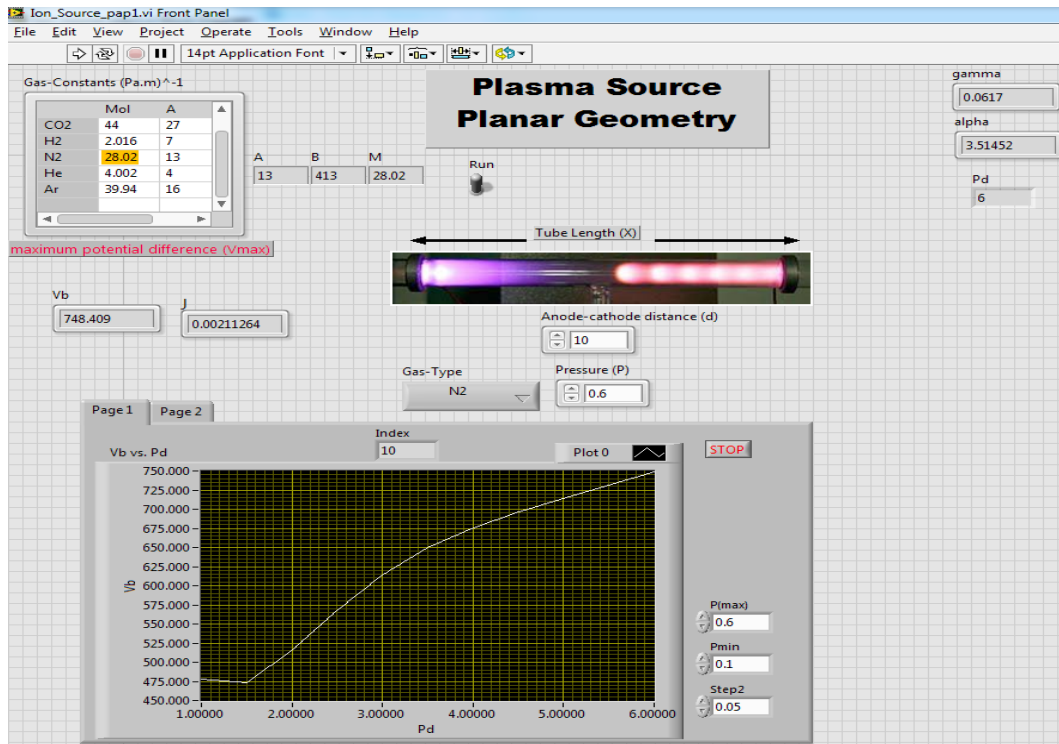 Ion_Source_pap1.vi Front Panel
File Edit View Project Operate Tools Window Help
14pt Application Font
Gas-Constants (Pa.m)^-1
Mol A
CO2 44 27
H2 2.016 7
N2 28.02 13
He 4.002 4
Ar 39.94 16
Plasma Source
Planar Geometry
gamma
0.0617
alpha
3.51452
Pd
6
A B M
13 413 28.02
Run
maximum potential difference (Vmax)
Tube Length (X)
Vb
748.409
J
0.00211264
Anode-cathode distance (d)
10
Gas-Type
N2
Pressure (P)
0.6
Page 1 Page 2
Index
10
Vb vs. Pd
Plot 0
STOP
750.000
725.000
700.000
675.000
650.000
625.000
600.000
575.000
550.000
525.000
500.000
475.000
450.000
Vb
1.00000 2.00000 3.00000 4.00000 5.00000 6.00000
Pd
P(max)
0.6
Pmin
0.1
Step2
0.05